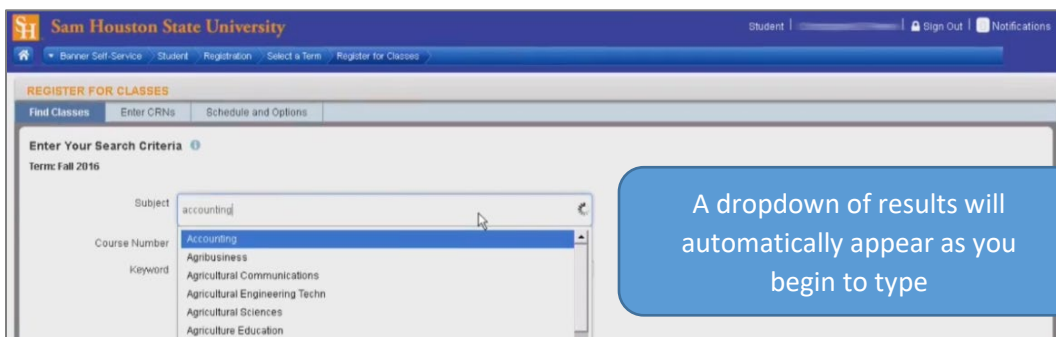 SH Sam Houston State University
Student | Sign Out | Notifications
Banner Self-Service Student Registration Select a Term Register for Classes
REGISTER FOR CLASSES
Find Classes Enter CRNs Schedule and Options
Enter Your Search Criteria
Term: Fall 2016
Subject accounting
Course Number
Keyword
Accounting
Agribusiness
Agricultural Communications
Agricultural Engineering Techn
Agricultural Sciences
Agriculture Education
A dropdown of results will
automatically appear as you
begin to type